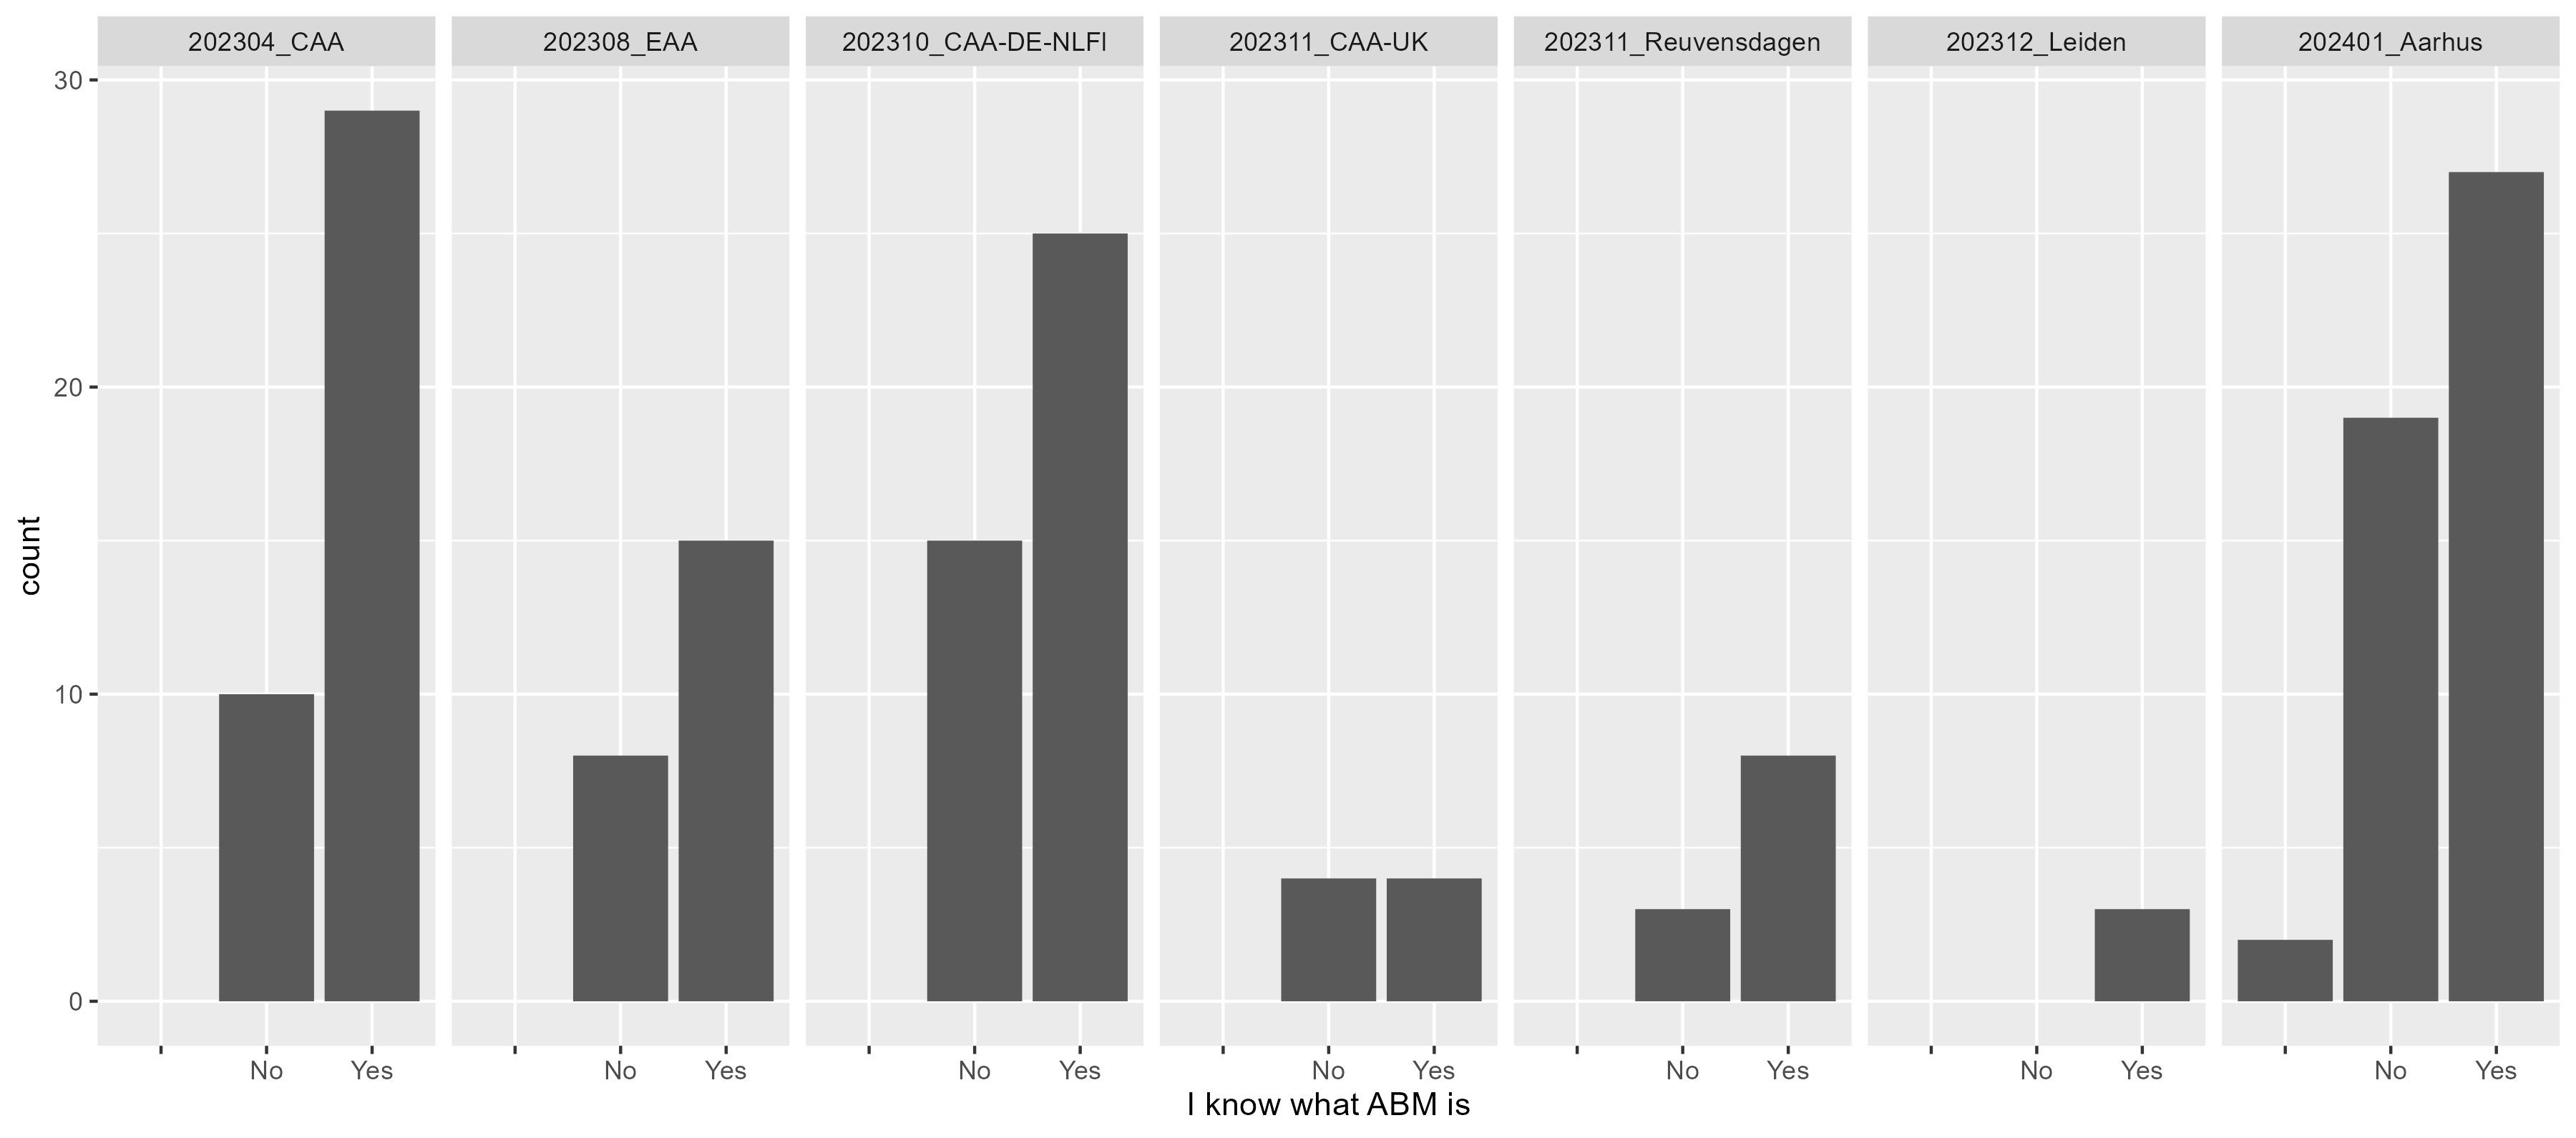 202304_CAA 202308_EAA 202310_CAA-DE-NLFl 202311_CAA-UK 202311_Reuvensdagen 202312_Leiden 202401_Aarhus
30
20
10
0
count
No Yes No Yes No Yes No Yes No Yes No Yes No Yes
I know what ABM is